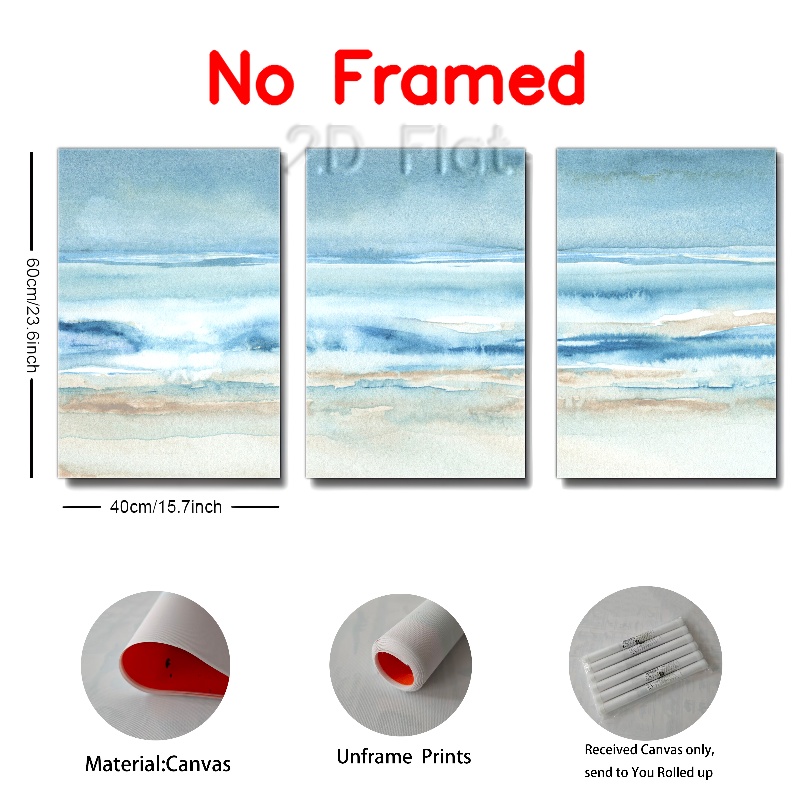 No Framed
2.D Flat.
60cm/23.6inch
40cm/15.7inch
Material:Canvas
Unframe Prints
Received Canvas only,
send to You Rolled up